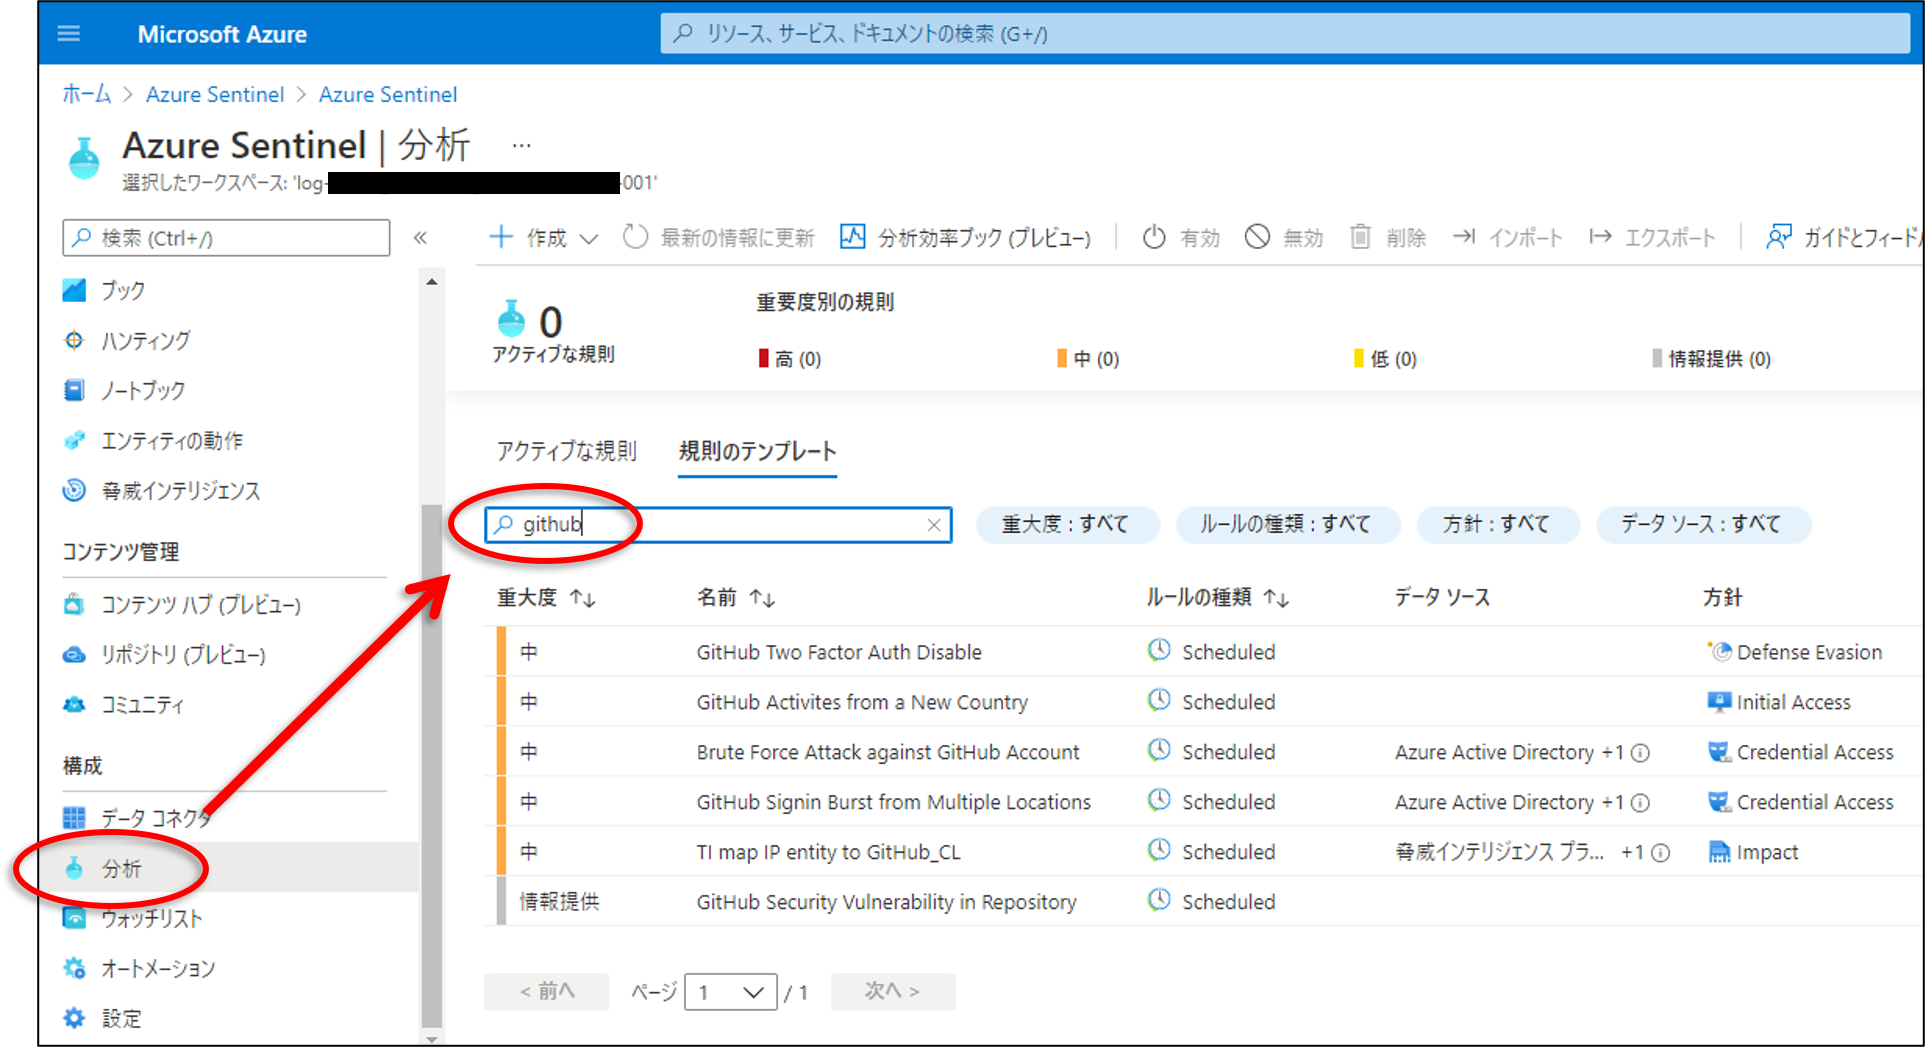 Microsoft Azure
リソース、サービス、ドキュメントの検索 (G+/)
ホーム > Azure Sentinel > Azure Sentinel
Azure Sentinel | 分析 ...
選択したワークスペース: 'log- -001'
検索 (Ctrl+/) «
作成 最新の情報に更新 分析効率ブック (プレビュー) 有効 無効 削除 インポート エクスポート ガイドとフィードバ
ブック
ハンティング
ノートブック
エンティティの動作
脅威インテリジェンス
コンテンツ管理
コンテンツ ハブ (プレビュー)
リポジトリ (プレビュー)
コミュニティ
構成
データ コネクタ
分析
ウォッチリスト
オートメーション
設定
0
アクティブな規則
重要度別の規則
高 (0) 中 (0) 低 (0) 情報提供 (0)
アクティブな規則 規則のテンプレート
github 重大度 : すべて ルールの種類 : すべて 方針 : すべて データ ソース : すべて
重大度 ↑↓ 名前 ↑↓ ルールの種類 ↑↓ データ ソース 方針
中 GitHub Two Factor Auth Disable Scheduled Defense Evasion
中 GitHub Activites from a New Country Scheduled Initial Access
中 Brute Force Attack against GitHub Account Scheduled Azure Active Directory +1 Credential Access
中 GitHub Signin Burst from Multiple Locations Scheduled Azure Active Directory +1 Credential Access
中 TI map IP entity to GitHub_CL Scheduled 脅威インテリジェンス プラ... +1 Impact
情報提供 GitHub Security Vulnerability in Repository Scheduled
< 前へ ページ 1 / 1 次へ >